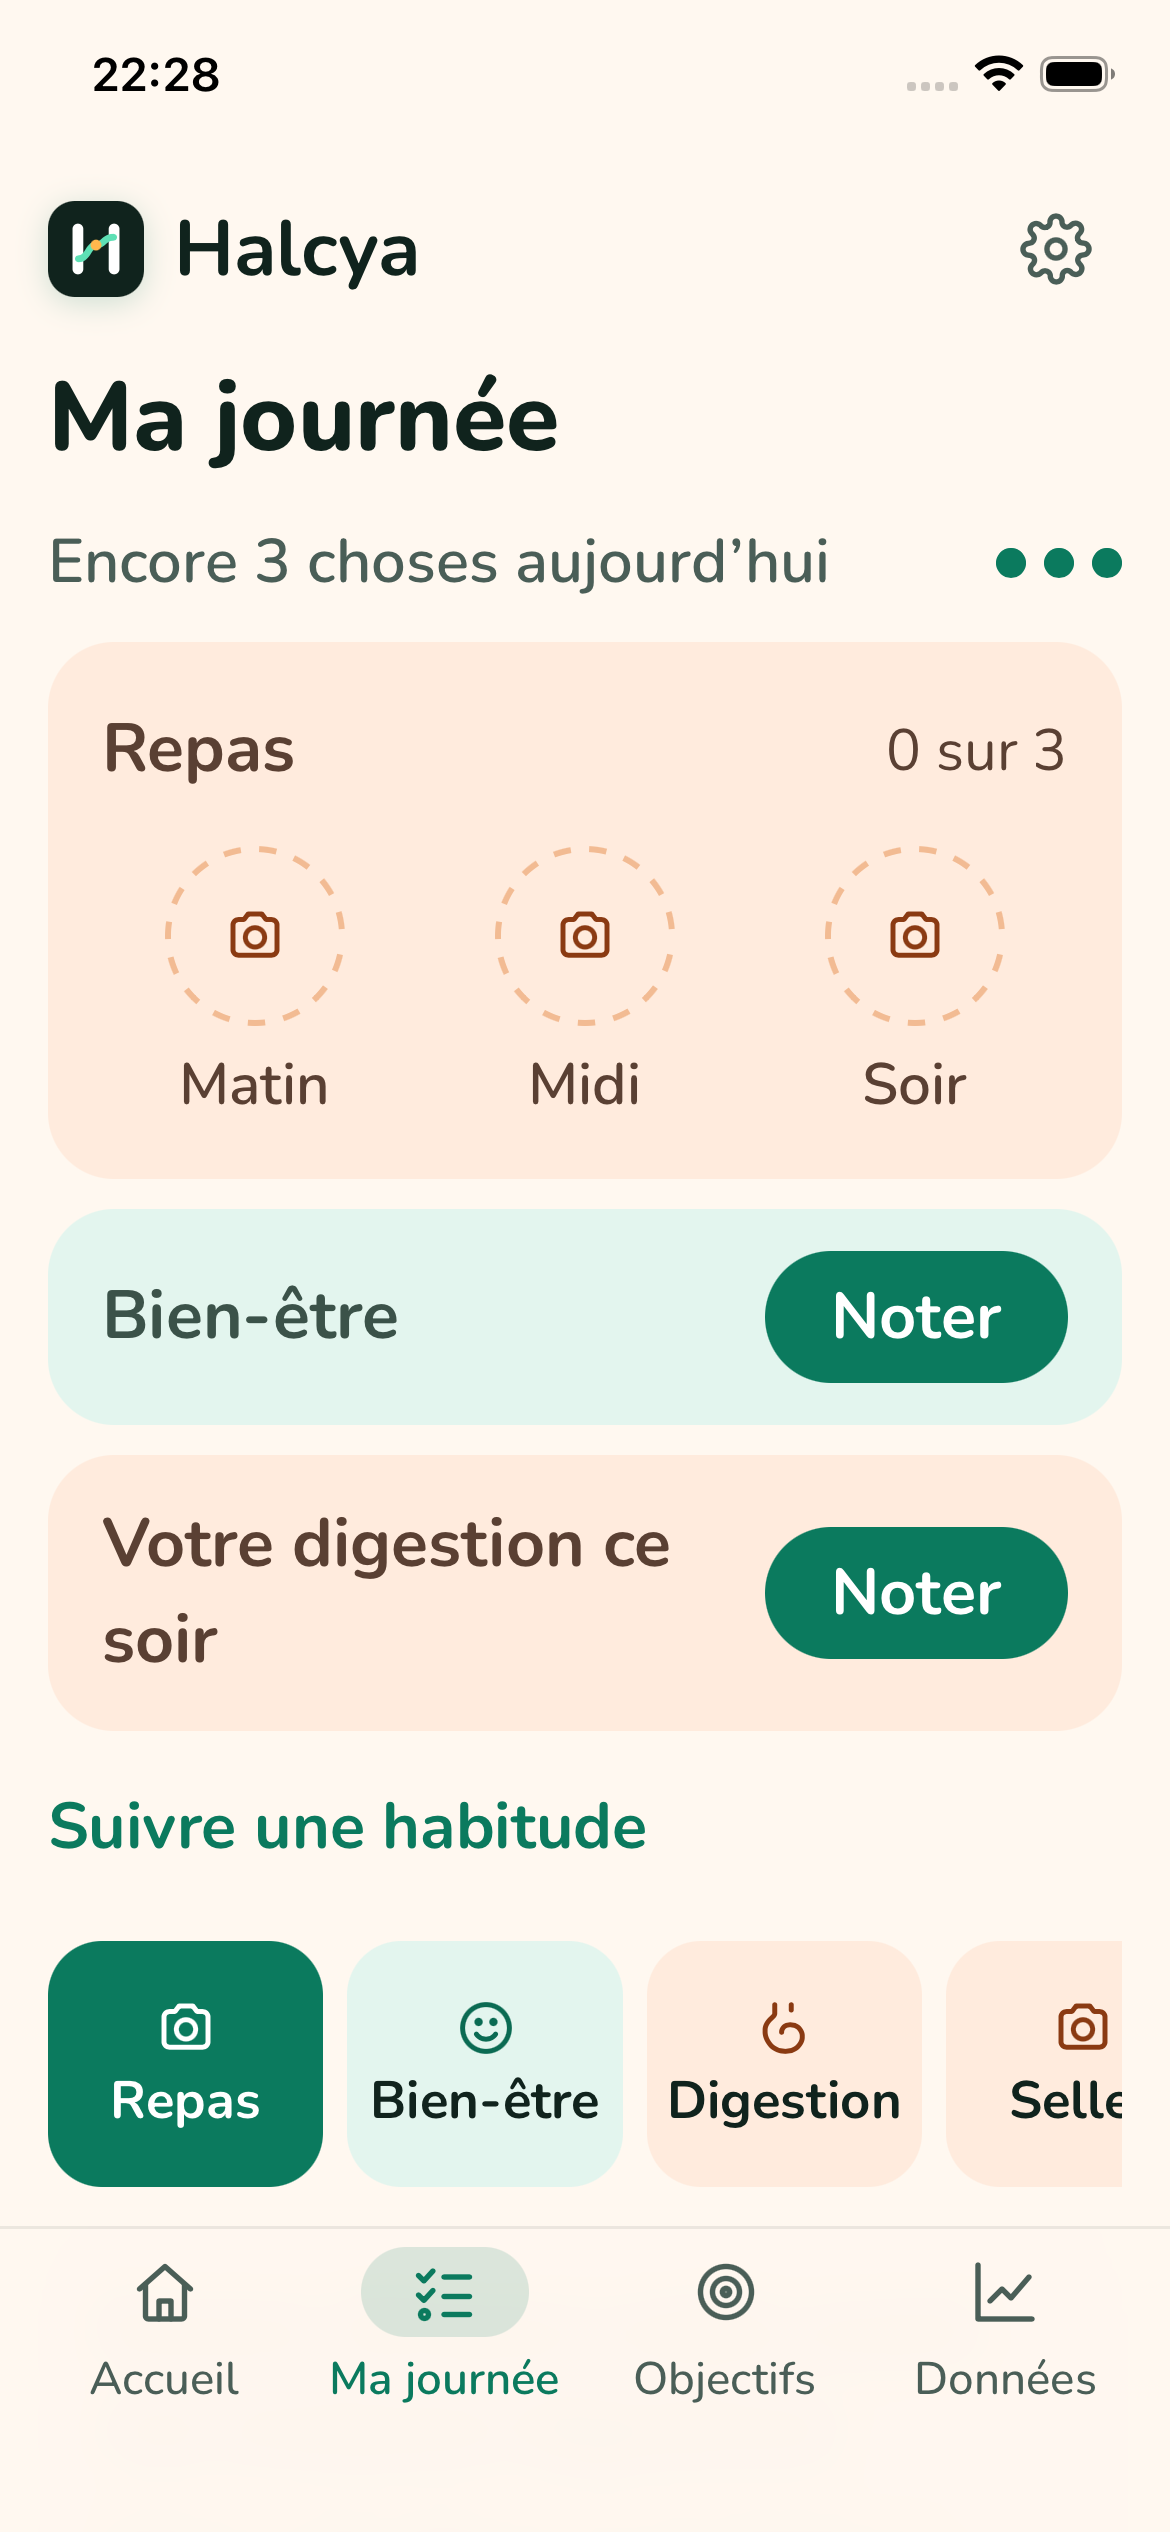 22:28
Halcya
Ma journée
Encore 3 choses aujourd’hui
Repas
0 sur 3
Matin
Midi
Soir
Bien-être
Noter
Votre digestion ce
soir
Noter
Suivre une habitude
Repas
Bien-être
Digestion
Selle
Accueil
Ma journée
Objectifs
Données